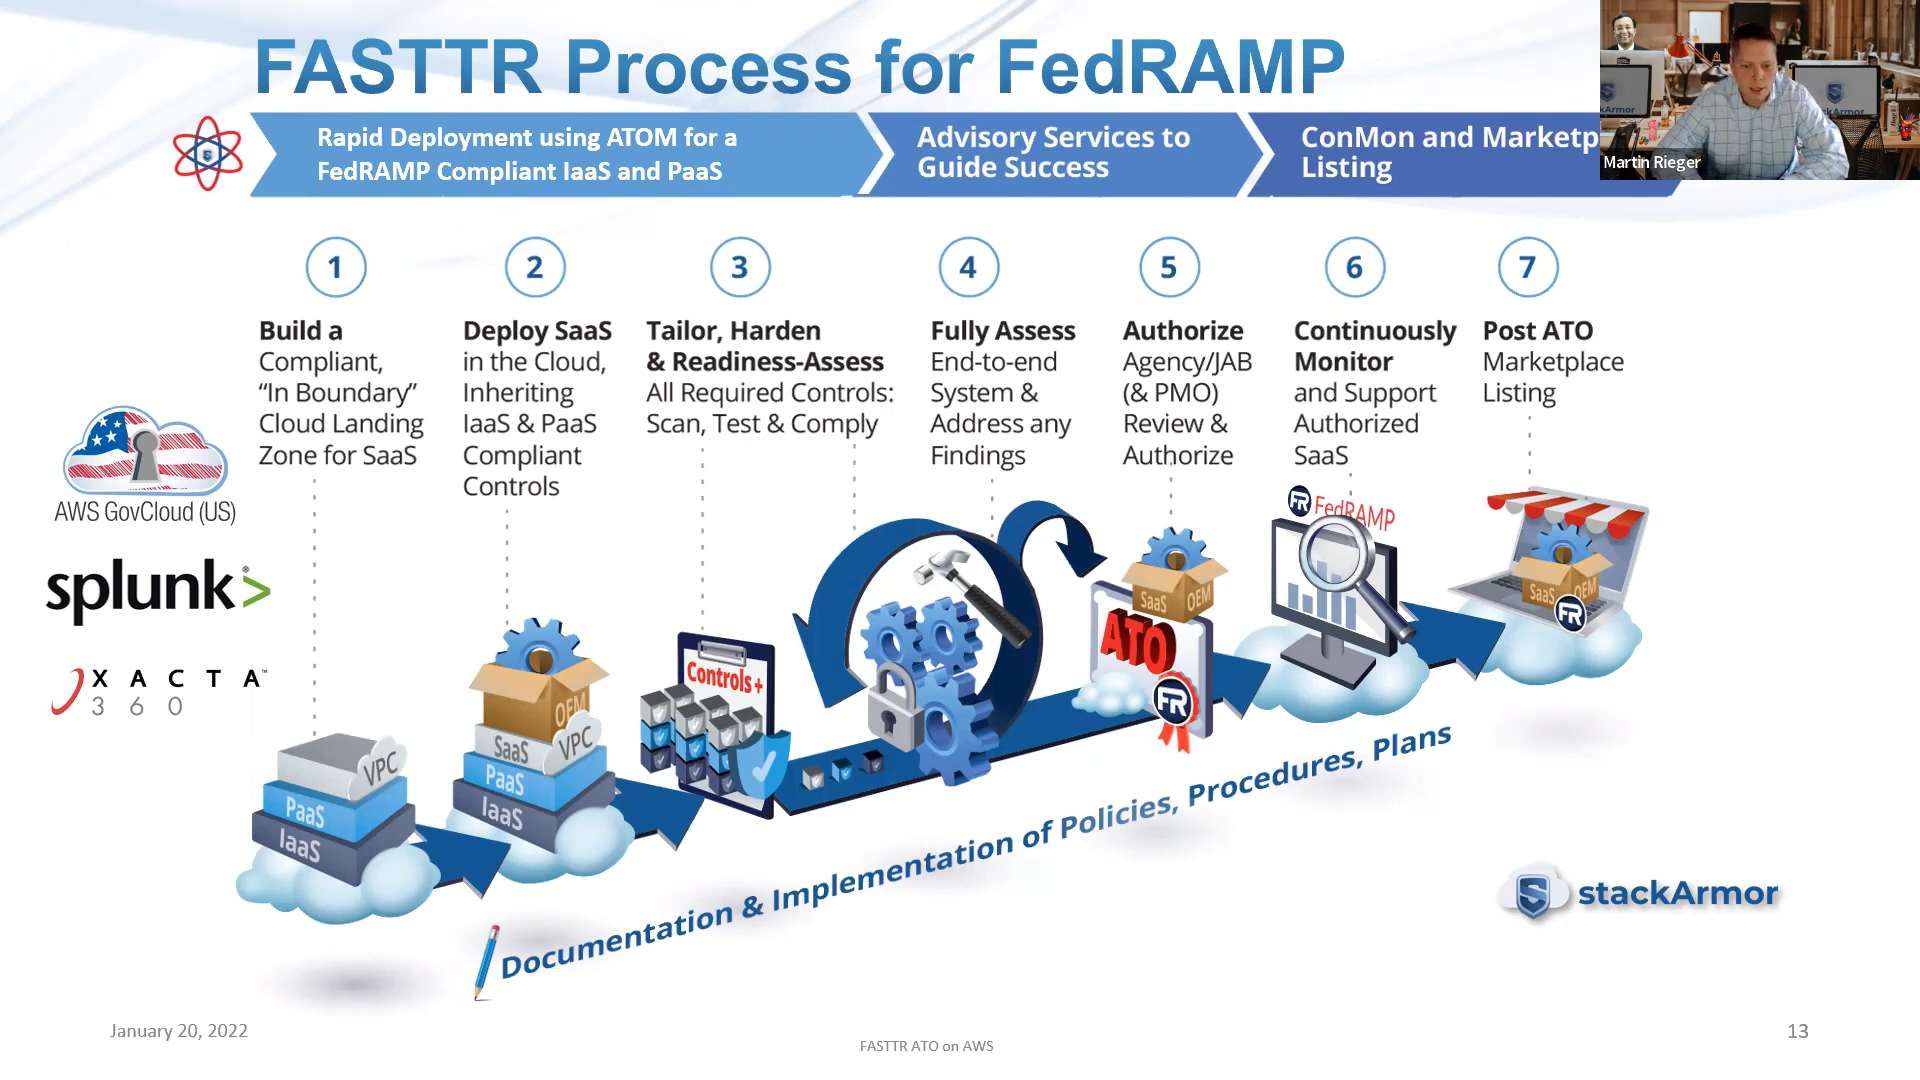 FASTTR Process for FedRAMP
Rapid Deployment using ATOM for a
FedRAMP Compliant IaaS and PaaS
Advisory Services to
Guide Success
ConMon and Marketp
Listing
Martin Rieger
1
Build a
Compliant,
“In Boundary”
Cloud Landing
Zone for SaaS
2
Deploy SaaS
in the Cloud,
Inheriting
IaaS & PaaS
Compliant
Controls
3
Tailor, Harden
& Readiness-Assess
All Required Controls:
Scan, Test & Comply
4
Fully Assess
End-to-end
System &
Address any
Findings
5
Authorize
Agency/JAB
(& PMO)
Review &
Authorize
6
Continuously
Monitor
and Support
Authorized
SaaS
7
Post ATO
Marketplace
Listing
AWS GovCloud (US)
splunk>
XACTA™
360
VPC
PaaS
IaaS
OEM
SaaS
VPC
PaaS
IaaS
Controls+
SaaS OEM
ATO
FR
FR FedRAMP
SaaS OEM
FR
Documentation & Implementation of Policies, Procedures, Plans
stackArmor
January 20, 2022
FASTTR ATO on AWS
13